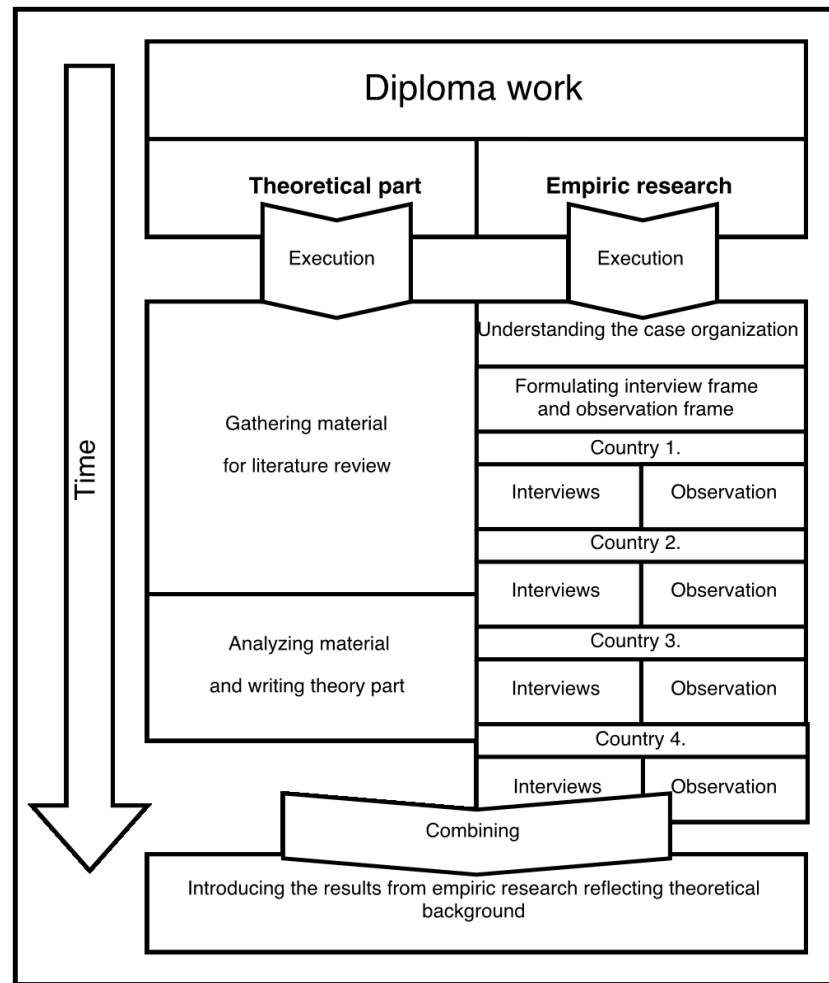 Diploma work
Theoretical part
Empiric research
Execution
Execution
Time
Gathering material
for literature review
Analyzing material
and writing theory part
Understanding the case organization
Formulating interview frame
and observation frame
Country 1.
Interviews
Observation
Country 2.
Interviews
Observation
Country 3.
Interviews
Observation
Country 4.
Interviews
Observation
Combining
Introducing the results from empiric research reflecting theoretical
background